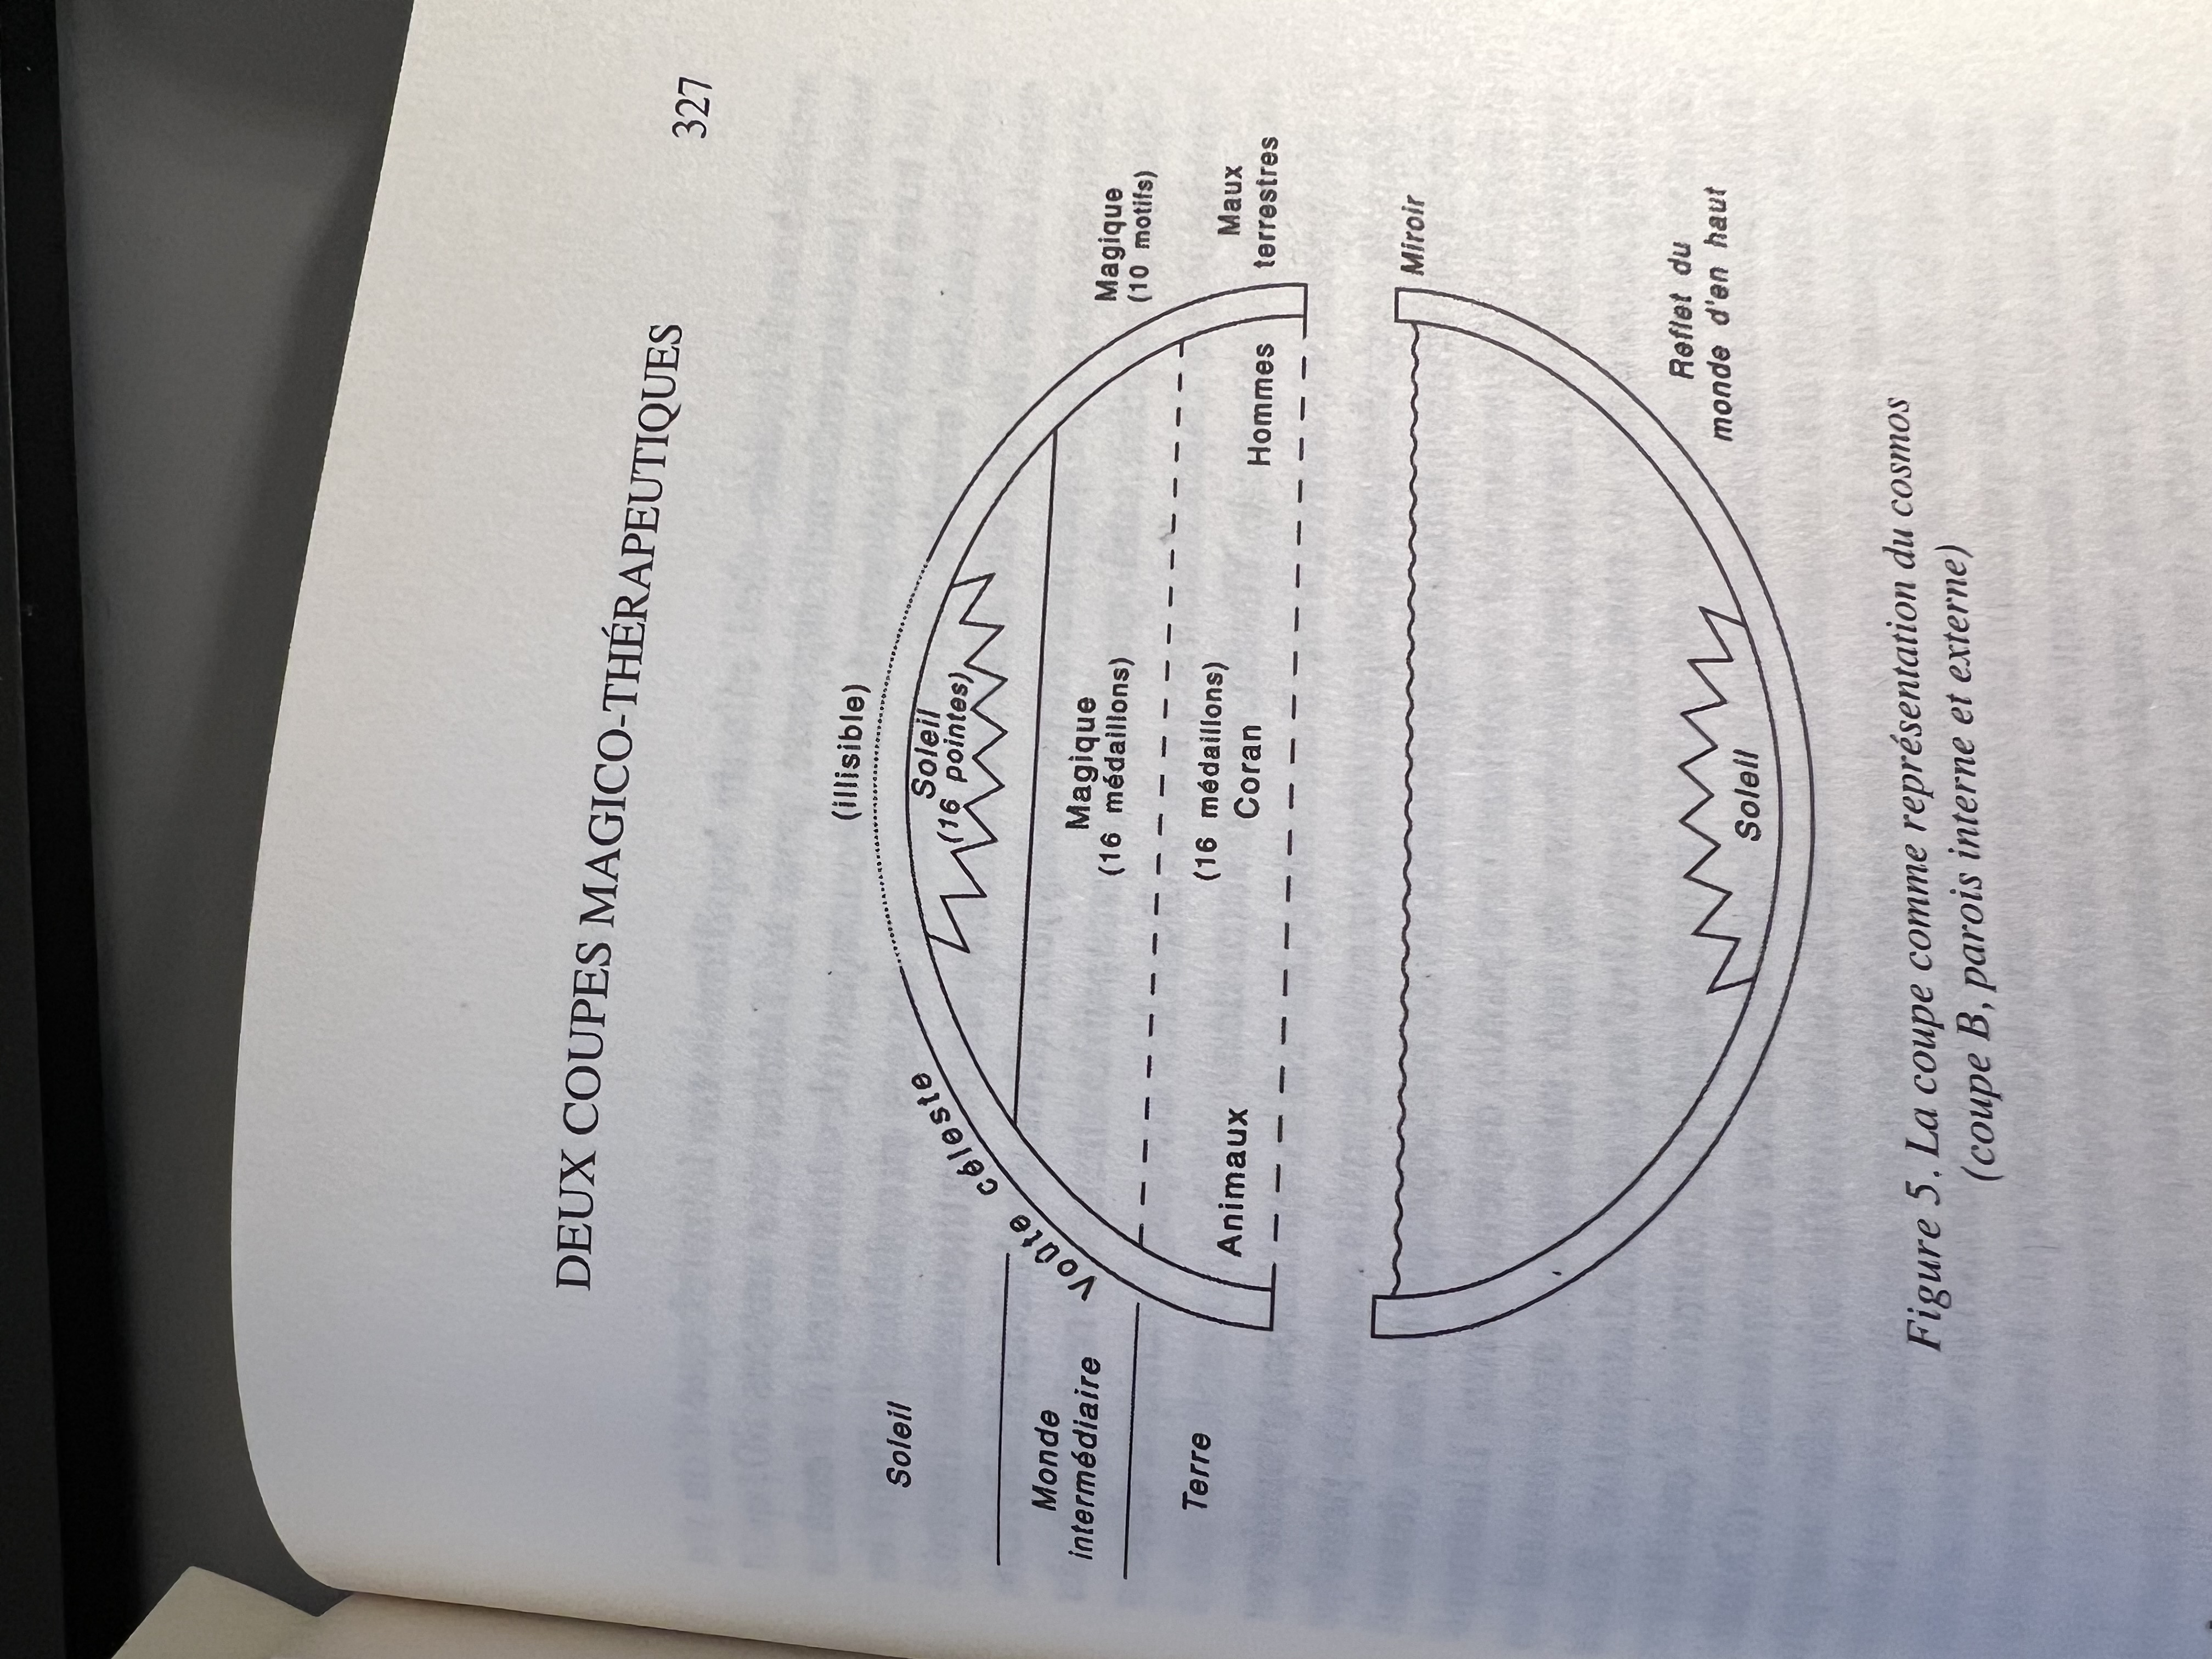 DEUX COUPES MAGICO-THÉRAPEUTIQUES
327
(illisible)
Soleil
Voûte céleste
Soleil
(16 pointes)
Monde
intermédiaire
Magique
(16 médaillons)
Magique
(10 motifs)
Terre
Animaux
(16 médaillons)
Coran
Hommes
Maux
terrestres
Miroir
Reflet du
monde d'en haut
Soleil
Figure 5. La coupe comme représentation du cosmos
(coupe B, parois interne et externe)